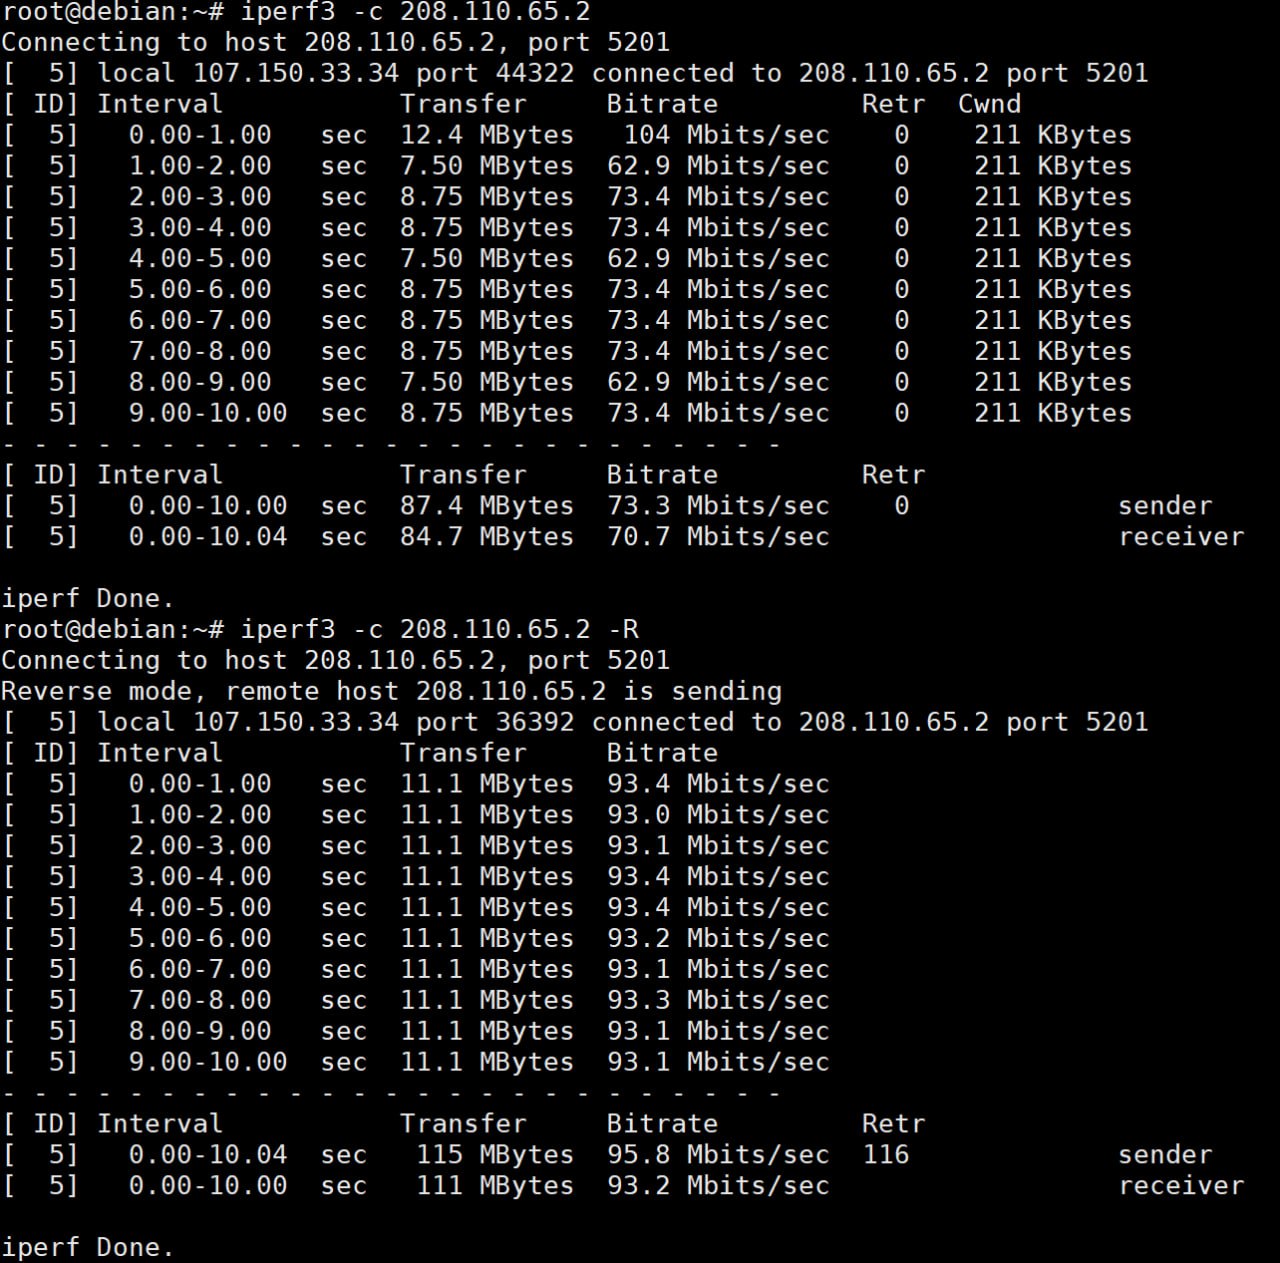 root@debian:~# iperf3 -c 208.110.65.2
Connecting to host 208.110.65.2, port 5201
[  5] local 107.150.33.34 port 44322 connected to 208.110.65.2 port 5201
[ ID] Interval           Transfer     Bitrate         Retr  Cwnd
[  5]   0.00-1.00   sec  12.4 MBytes   104 Mbits/sec    0    211 KBytes
[  5]   1.00-2.00   sec  7.50 MBytes  62.9 Mbits/sec    0    211 KBytes
[  5]   2.00-3.00   sec  8.75 MBytes  73.4 Mbits/sec    0    211 KBytes
[  5]   3.00-4.00   sec  8.75 MBytes  73.4 Mbits/sec    0    211 KBytes
[  5]   4.00-5.00   sec  7.50 MBytes  62.9 Mbits/sec    0    211 KBytes
[  5]   5.00-6.00   sec  8.75 MBytes  73.4 Mbits/sec    0    211 KBytes
[  5]   6.00-7.00   sec  8.75 MBytes  73.4 Mbits/sec    0    211 KBytes
[  5]   7.00-8.00   sec  8.75 MBytes  73.4 Mbits/sec    0    211 KBytes
[  5]   8.00-9.00   sec  7.50 MBytes  62.9 Mbits/sec    0    211 KBytes
[  5]   9.00-10.00  sec  8.75 MBytes  73.4 Mbits/sec    0    211 KBytes
- - - - - - - - - - - - - - - - - - - - - - - - -
[ ID] Interval           Transfer     Bitrate         Retr
[  5]   0.00-10.00  sec  87.4 MBytes  73.3 Mbits/sec    0             sender
[  5]   0.00-10.04  sec  84.7 MBytes  70.7 Mbits/sec                  receiver

iperf Done.
root@debian:~# iperf3 -c 208.110.65.2 -R
Connecting to host 208.110.65.2, port 5201
Reverse mode, remote host 208.110.65.2 is sending
[  5] local 107.150.33.34 port 36392 connected to 208.110.65.2 port 5201
[ ID] Interval           Transfer     Bitrate
[  5]   0.00-1.00   sec  11.1 MBytes  93.4 Mbits/sec
[  5]   1.00-2.00   sec  11.1 MBytes  93.0 Mbits/sec
[  5]   2.00-3.00   sec  11.1 MBytes  93.1 Mbits/sec
[  5]   3.00-4.00   sec  11.1 MBytes  93.4 Mbits/sec
[  5]   4.00-5.00   sec  11.1 MBytes  93.4 Mbits/sec
[  5]   5.00-6.00   sec  11.1 MBytes  93.2 Mbits/sec
[  5]   6.00-7.00   sec  11.1 MBytes  93.1 Mbits/sec
[  5]   7.00-8.00   sec  11.1 MBytes  93.3 Mbits/sec
[  5]   8.00-9.00   sec  11.1 MBytes  93.1 Mbits/sec
[  5]   9.00-10.00  sec  11.1 MBytes  93.1 Mbits/sec
- - - - - - - - - - - - - - - - - - - - - - - - -
[ ID] Interval           Transfer     Bitrate         Retr
[  5]   0.00-10.04  sec   115 MBytes  95.8 Mbits/sec  116             sender
[  5]   0.00-10.00  sec   111 MBytes  93.2 Mbits/sec                  receiver

iperf Done.